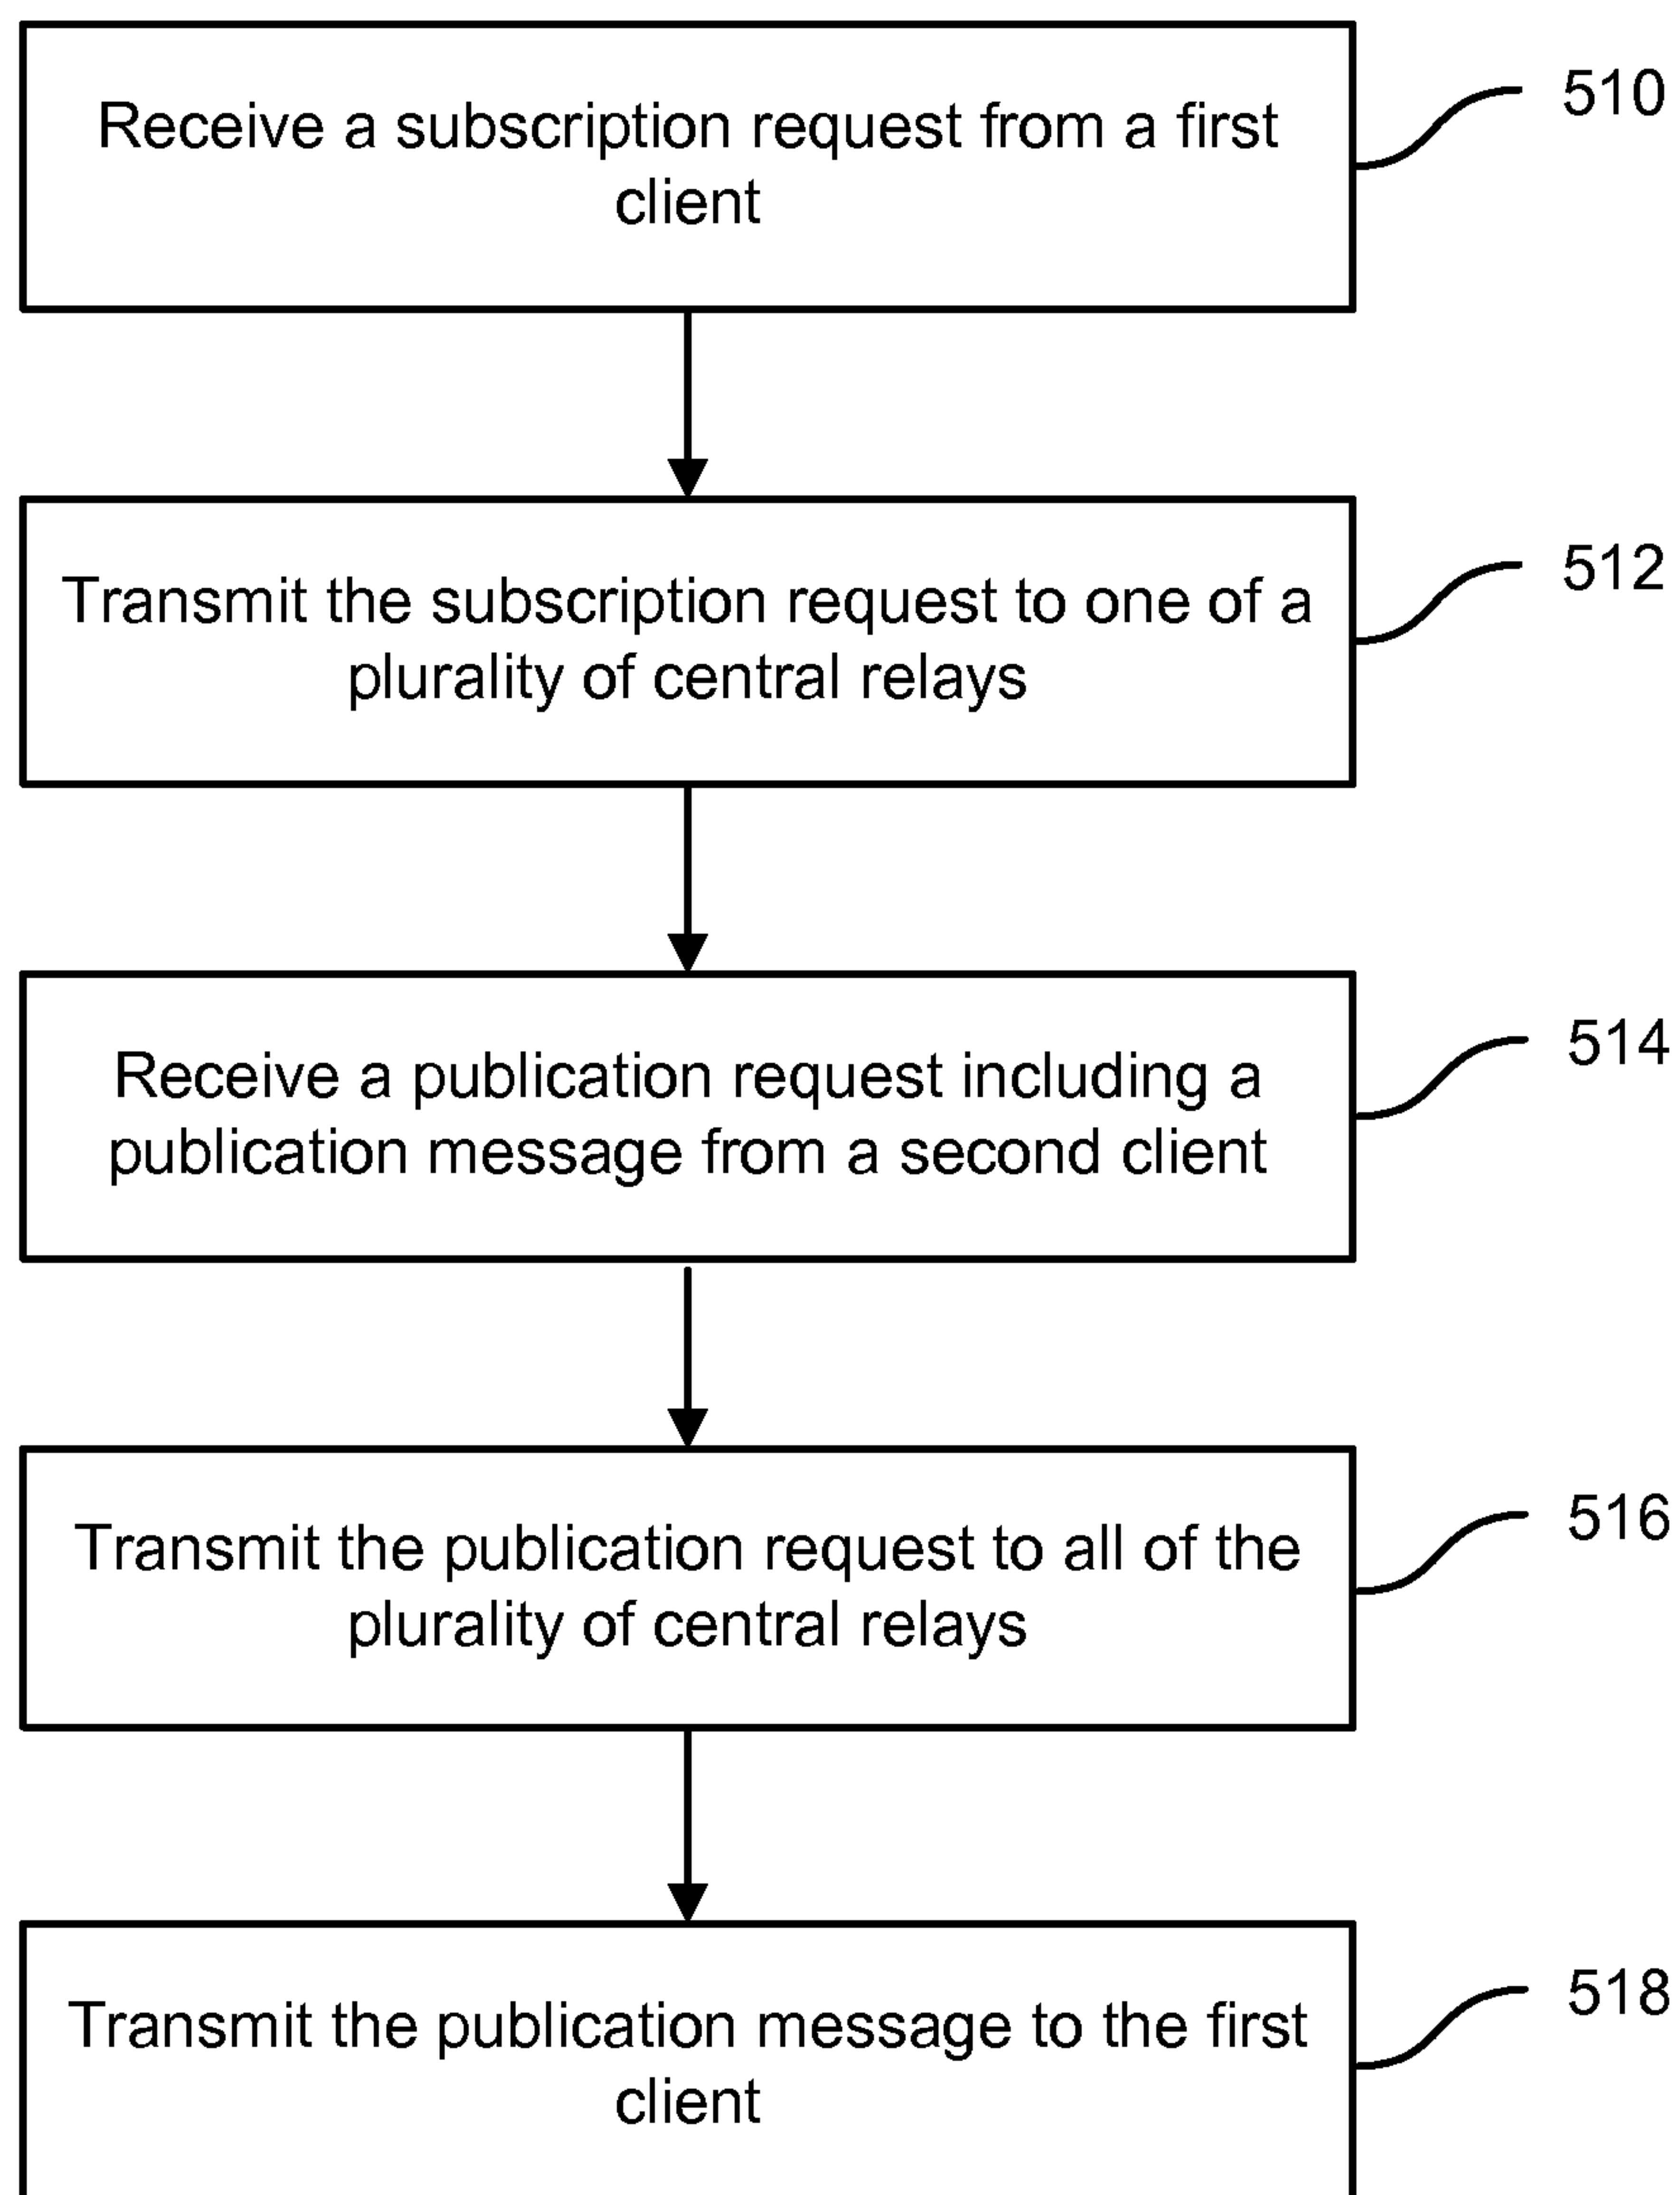 Receive a subscription request from a first
client
510
Transmit the subscription request to one of a
plurality of central relays
512
Receive a publication request including a
publication message from a second client
514
Transmit the publication request to all of the
plurality of central relays
516
Transmit the publication message to the first
client
518